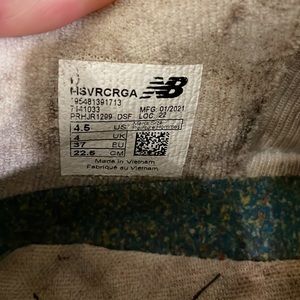 MSVRCRGA
195481391713
7141033 MFG 01/2021
PRHJR1299 DSF LOC: 22
4.5 US
4 UK
37 EU
22.5 CM
Made in Vietnam
Fabriqué au Vietnam